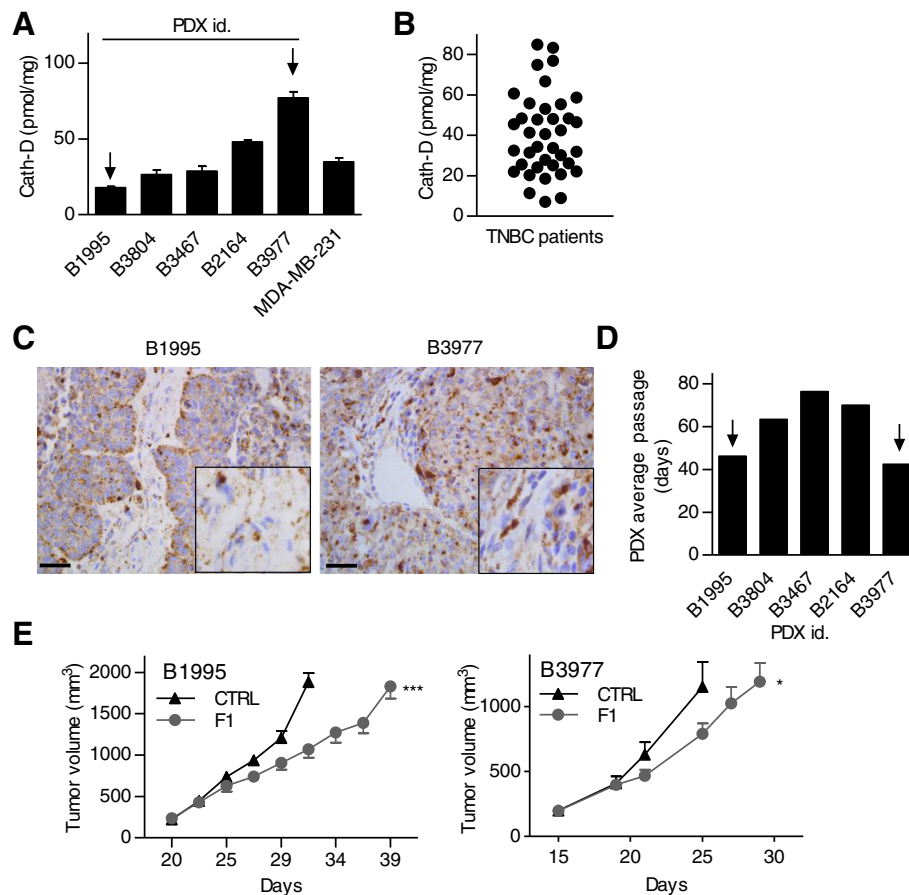 A
PDX id.
Cath-D (pmol/mg)
100
50
0
B1995
B3804
B3467
B2164
B3977
MDA-MB-231
B
Cath-D (pmol/mg)
80
60
40
20
0
TNBC patients
C
B1995
B3977
D
PDX average passage
(days)
80
60
40
20
0
B1995
B3804
B3467
B2164
B3977
PDX id.
E
B1995
CTRL
F1
Tumor volume (mm³)
2000
1500
1000
500
0
***
20 25 29 34 39
Days
B3977
CTRL
F1
Tumor volume (mm³)
1000
500
0
*
15 20 25 30
Days